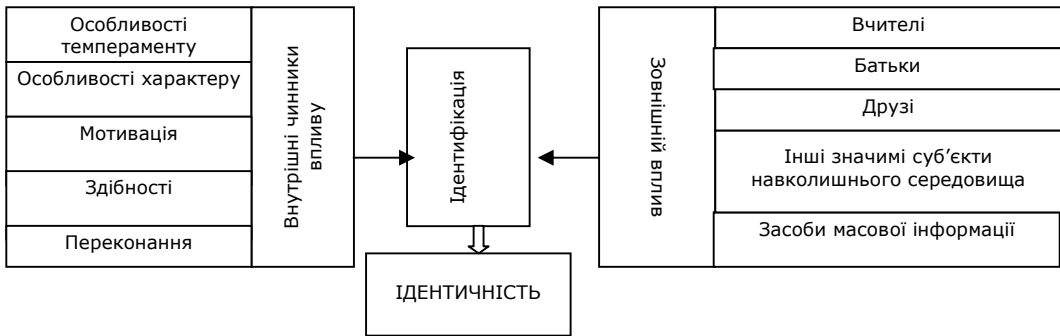 Особливості
темпераменту
Особливості характеру
Мотивація
Здібності
Переконання
Внутрішні чинники
впливу
Ідентифікація
ІДЕНТИЧНІСТЬ
Зовнішній вплив
Вчителі
Батьки
Друзі
Інші значимі суб’єкти
навколишнього середовища
Засоби масової інформації